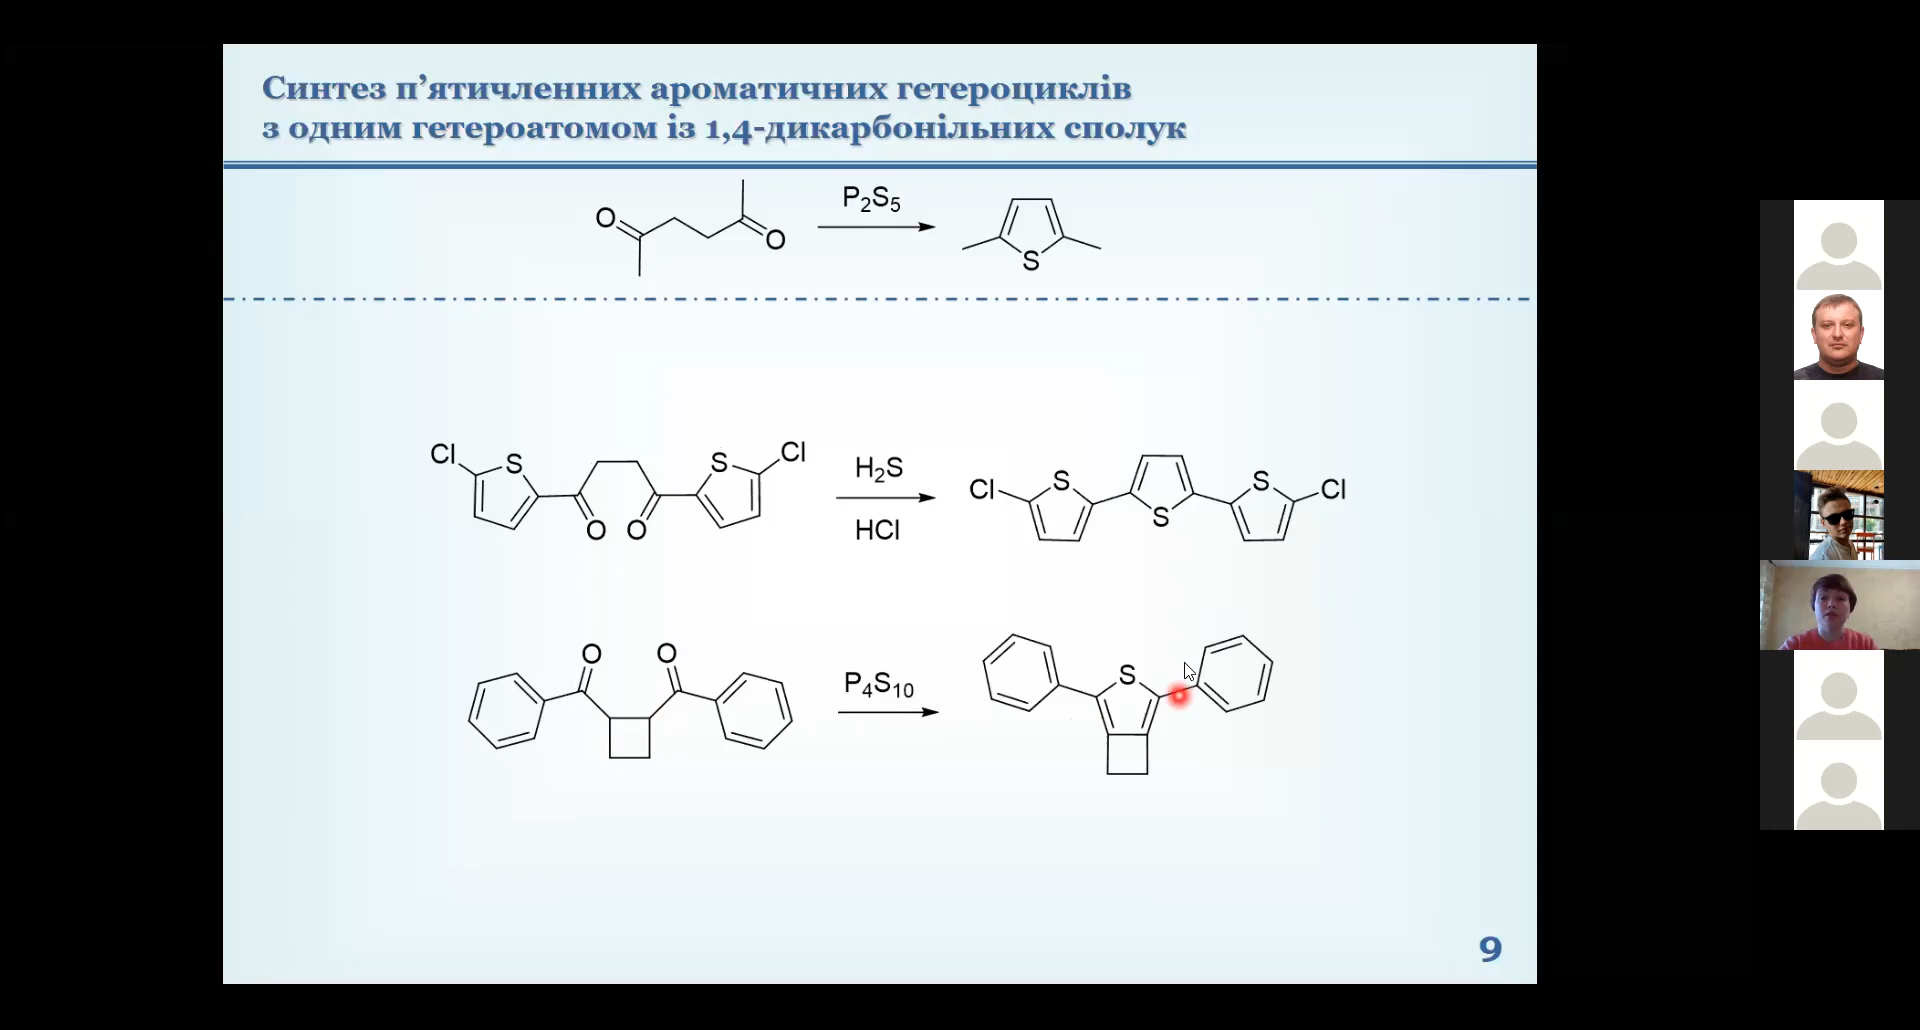 Синтез п’ятичленних ароматичних гетероциклів
з одним гетероатомом із 1,4-дикарбонільних сполук
O
O
P2S5
S
Cl
S
O
O
S
Cl
H2S
HCl
Cl
S
S
S
Cl
O
O
P4S10
S
9